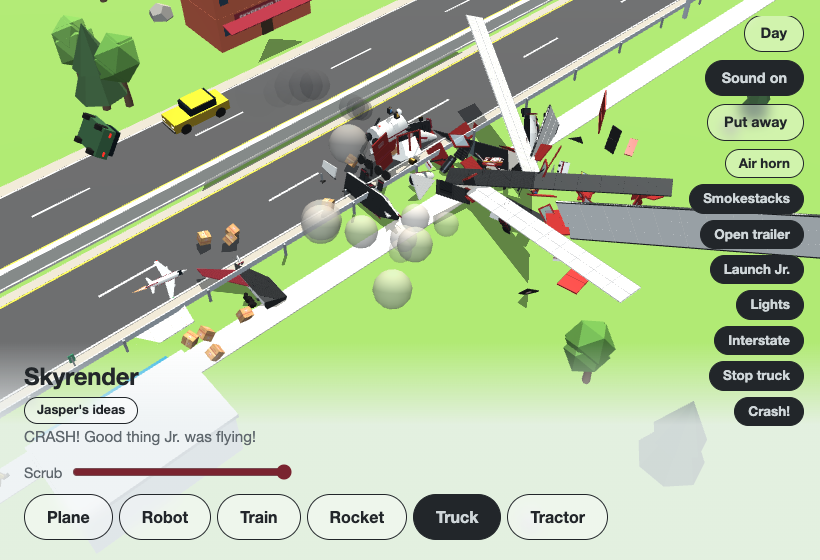 Day
Sound on
Put away
Air horn
Smokestacks
Open trailer
Launch Jr.
Lights
Interstate
Stop truck
Crash!
Skyrender
Jasper's ideas
CRASH! Good thing Jr. was flying!
Scrub
Plane Robot Train Rocket Truck Tractor